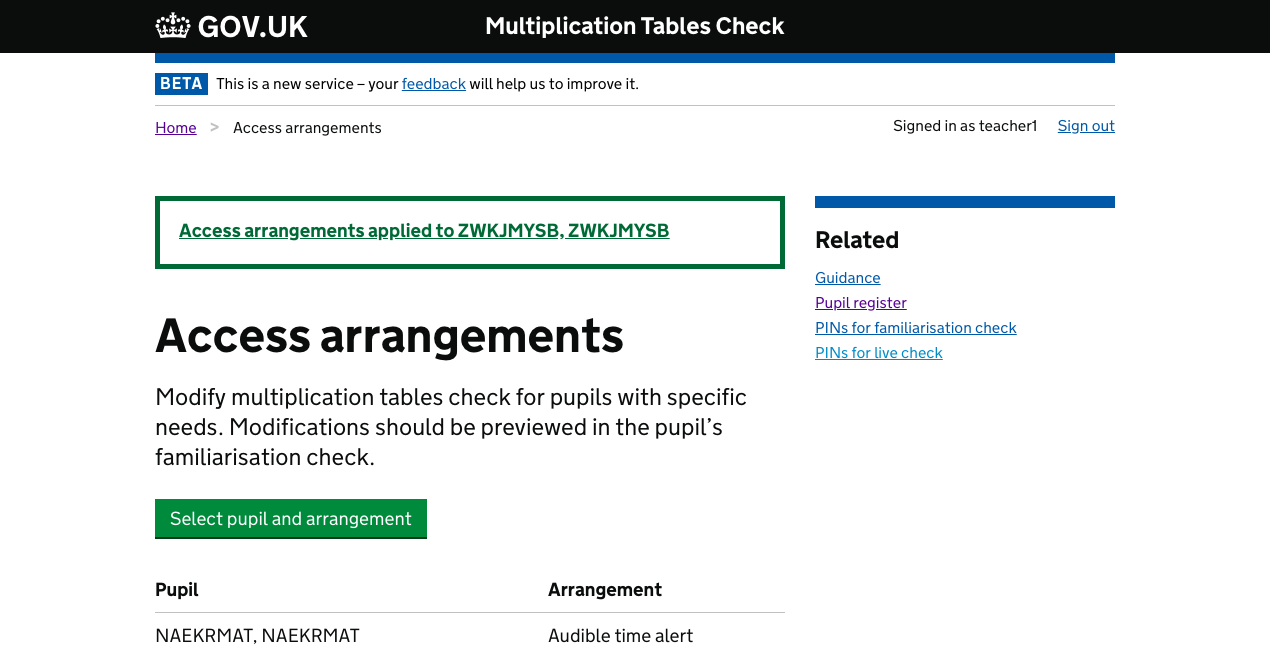 GOV.UK Multiplication Tables Check
BETA This is a new service – your feedback will help us to improve it.
Home > Access arrangements
Signed in as teacher1 Sign out
Access arrangements applied to ZWKJMYSB, ZWKJMYSB
Access arrangements
Modify multiplication tables check for pupils with specific
needs. Modifications should be previewed in the pupil’s
familiarisation check.
Select pupil and arrangement
Pupil Arrangement
NAEKRMAT, NAEKRMAT Audible time alert
Related
Guidance
Pupil register
PINs for familiarisation check
PINs for live check